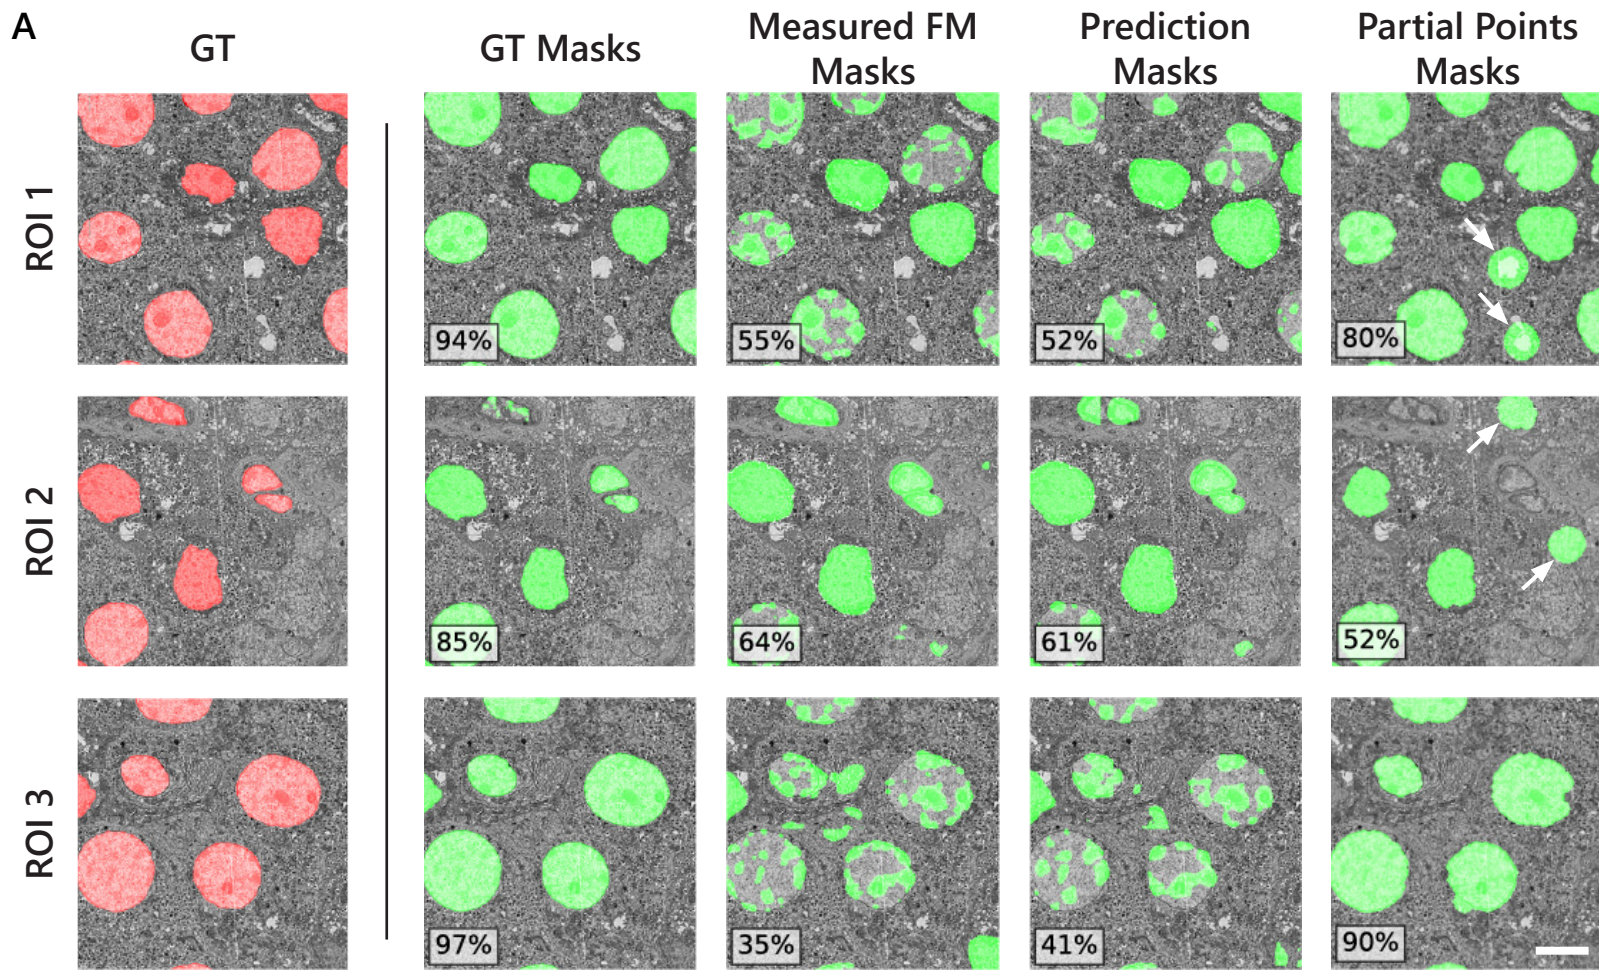 A
GT
GT Masks
Measured FM
Masks
Prediction
Masks
Partial Points
Masks
ROI 1
94%
55%
52%
80%
ROI 2
85%
64%
61%
52%
ROI 3
97%
35%
41%
90%